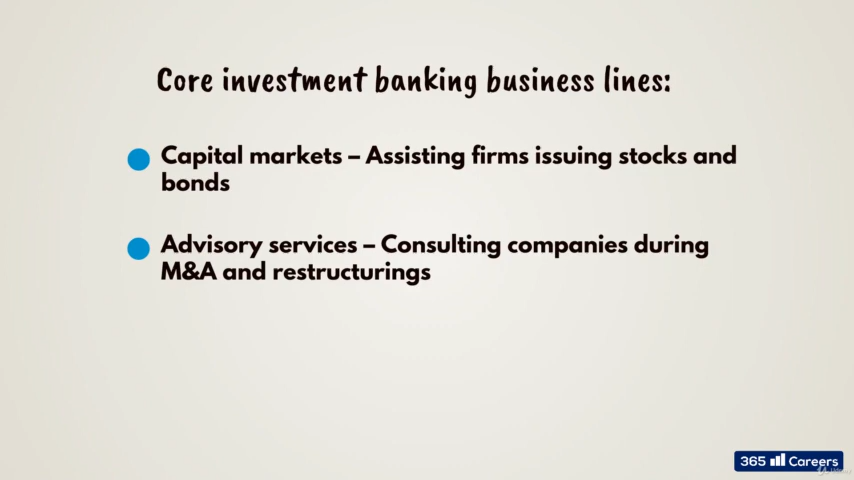 Core investment banking business lines:
Capital markets – Assisting firms issuing stocks and
bonds
Advisory services – Consulting companies during
M&A and restructurings
365 Careers